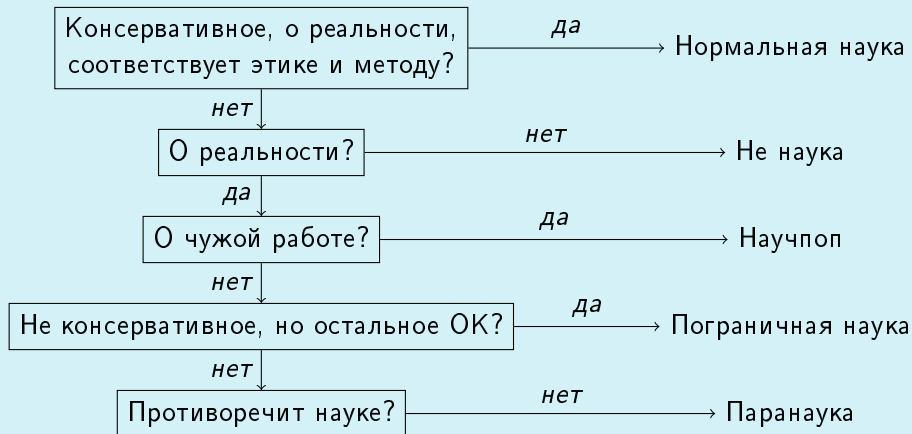 Консервативное, о реальности,
соответствует этике и методу?
да
Нормальная наука
нет
О реальности?
нет
Не наука
да
О чужой работе?
да
Научпоп
нет
Не консервативное, но остальное ОК?
да
Пограничная наука
нет
Противоречит науке?
нет
Паранаука